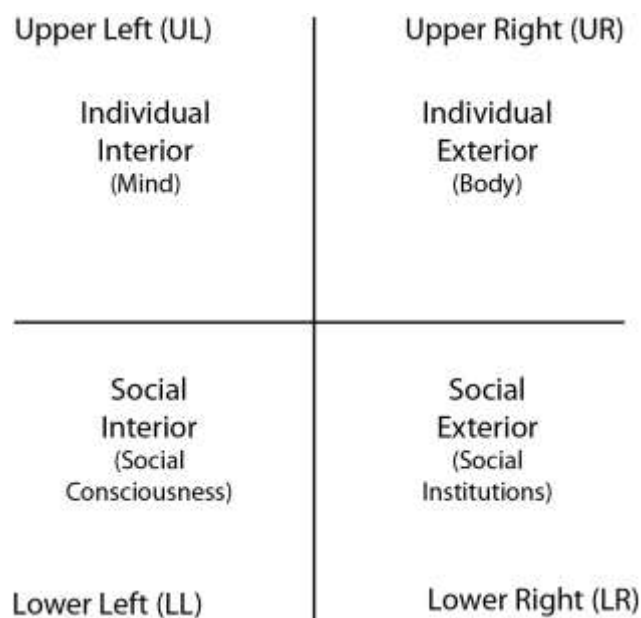 Upper Left (UL)
Upper Right (UR)
Individual
Interior
(Mind)
Individual
Exterior
(Body)
Social
Interior
(Social
Consciousness)
Social
Exterior
(Social
Institutions)
Lower Left (LL)
Lower Right (LR)